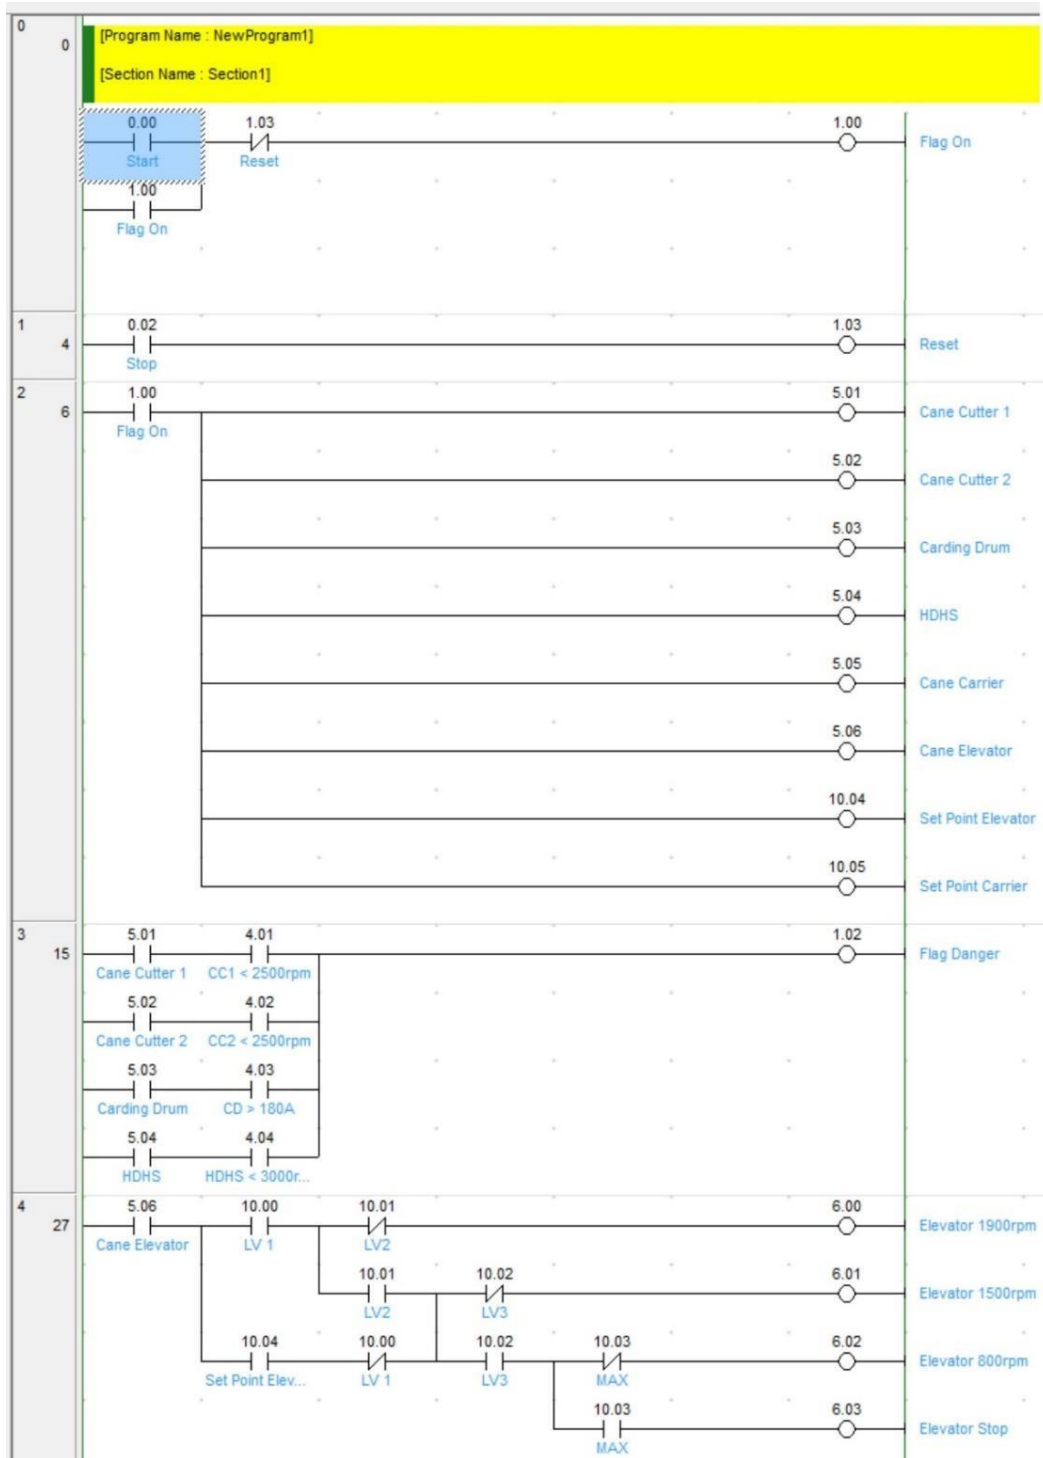 0
0
[Program Name : NewProgram1]
[Section Name : Section1]
0.00 1.03 1.00
Start Reset Flag On
1.00
Flag On
1
4
0.02 1.03
Stop Reset
2
6
1.00 5.01
Flag On Cane Cutter 1
5.02
Cane Cutter 2
5.03
Carding Drum
5.04
HDHS
5.05
Cane Carrier
5.06
Cane Elevator
10.04
Set Point Elevator
10.05
Set Point Carrier
3
15
5.01 4.01 1.02
Cane Cutter 1 CC1 < 2500rpm Flag Danger
5.02 4.02
Cane Cutter 2 CC2 < 2500rpm
5.03 4.03
Carding Drum CD > 180A
5.04 4.04
HDHS HDHS < 3000r...
4
27
5.06 10.00 10.01 6.00
Cane Elevator LV 1 LV2 Elevator 1900rpm
10.01 10.02 6.01
LV2 LV3 Elevator 1500rpm
10.04 10.00 10.02 10.03 6.02
Set Point Elev... LV 1 LV3 MAX Elevator 800rpm
10.03 6.03
MAX Elevator Stop